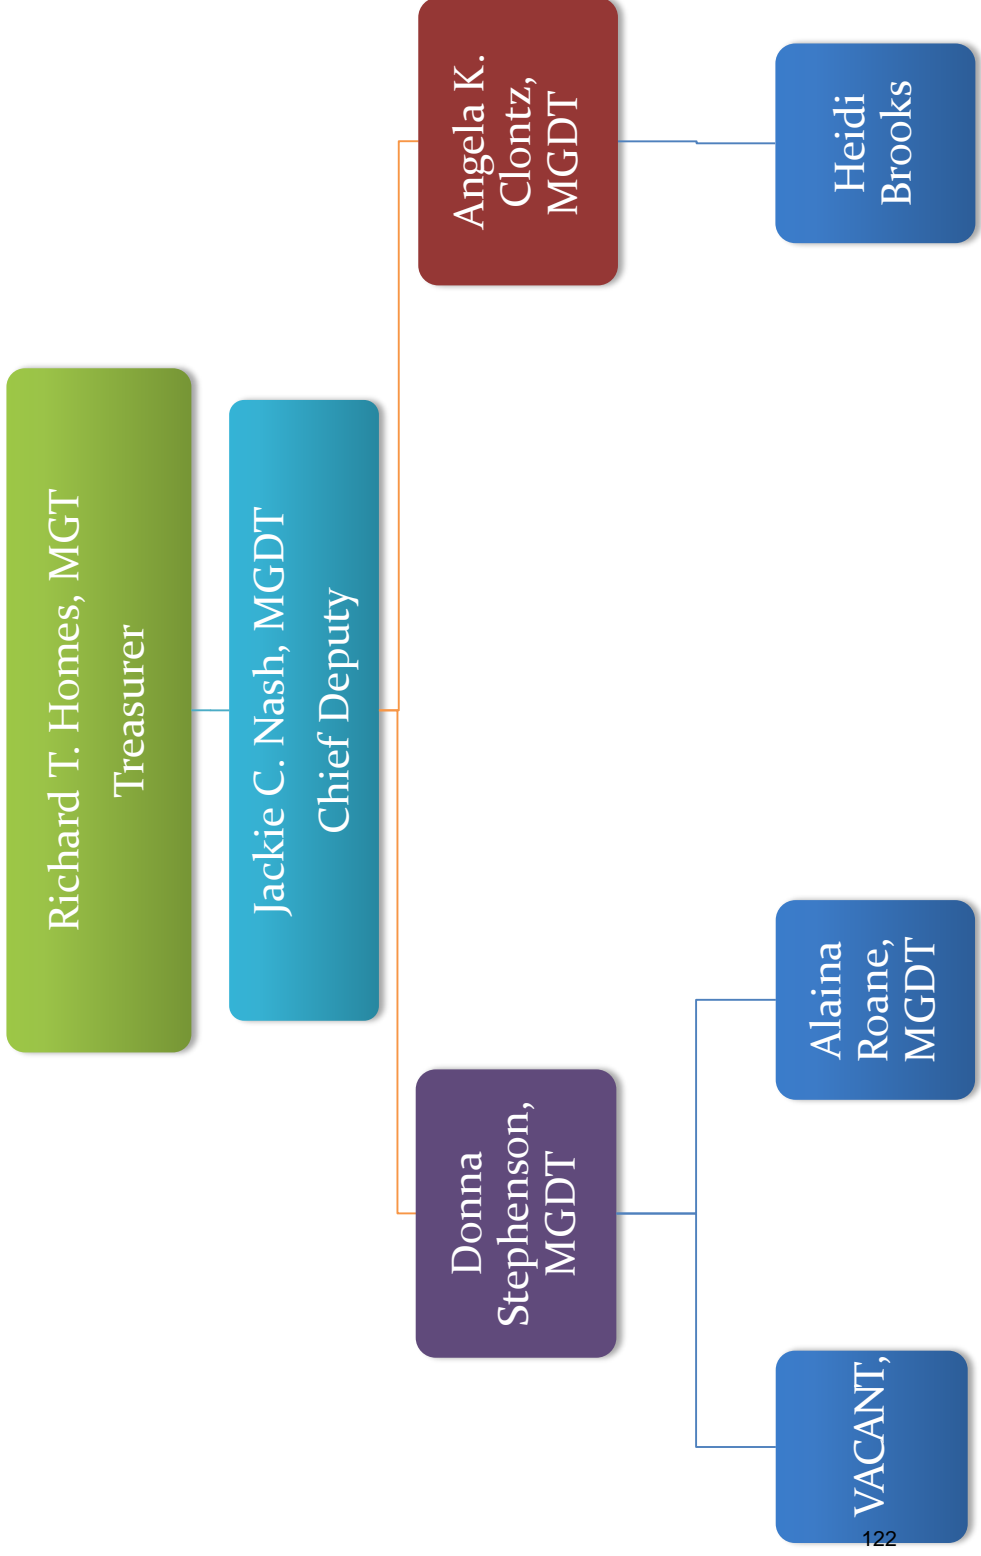 Richard T. Homes, MGT
Treasurer
Jackie C. Nash, MGDT
Chief Deputy
Donna
Stephenson,
MGDT
Angela K.
Clontz,
MGDT
VACANT,
Alaina
Roane,
MGDT
Heidi
Brooks
122